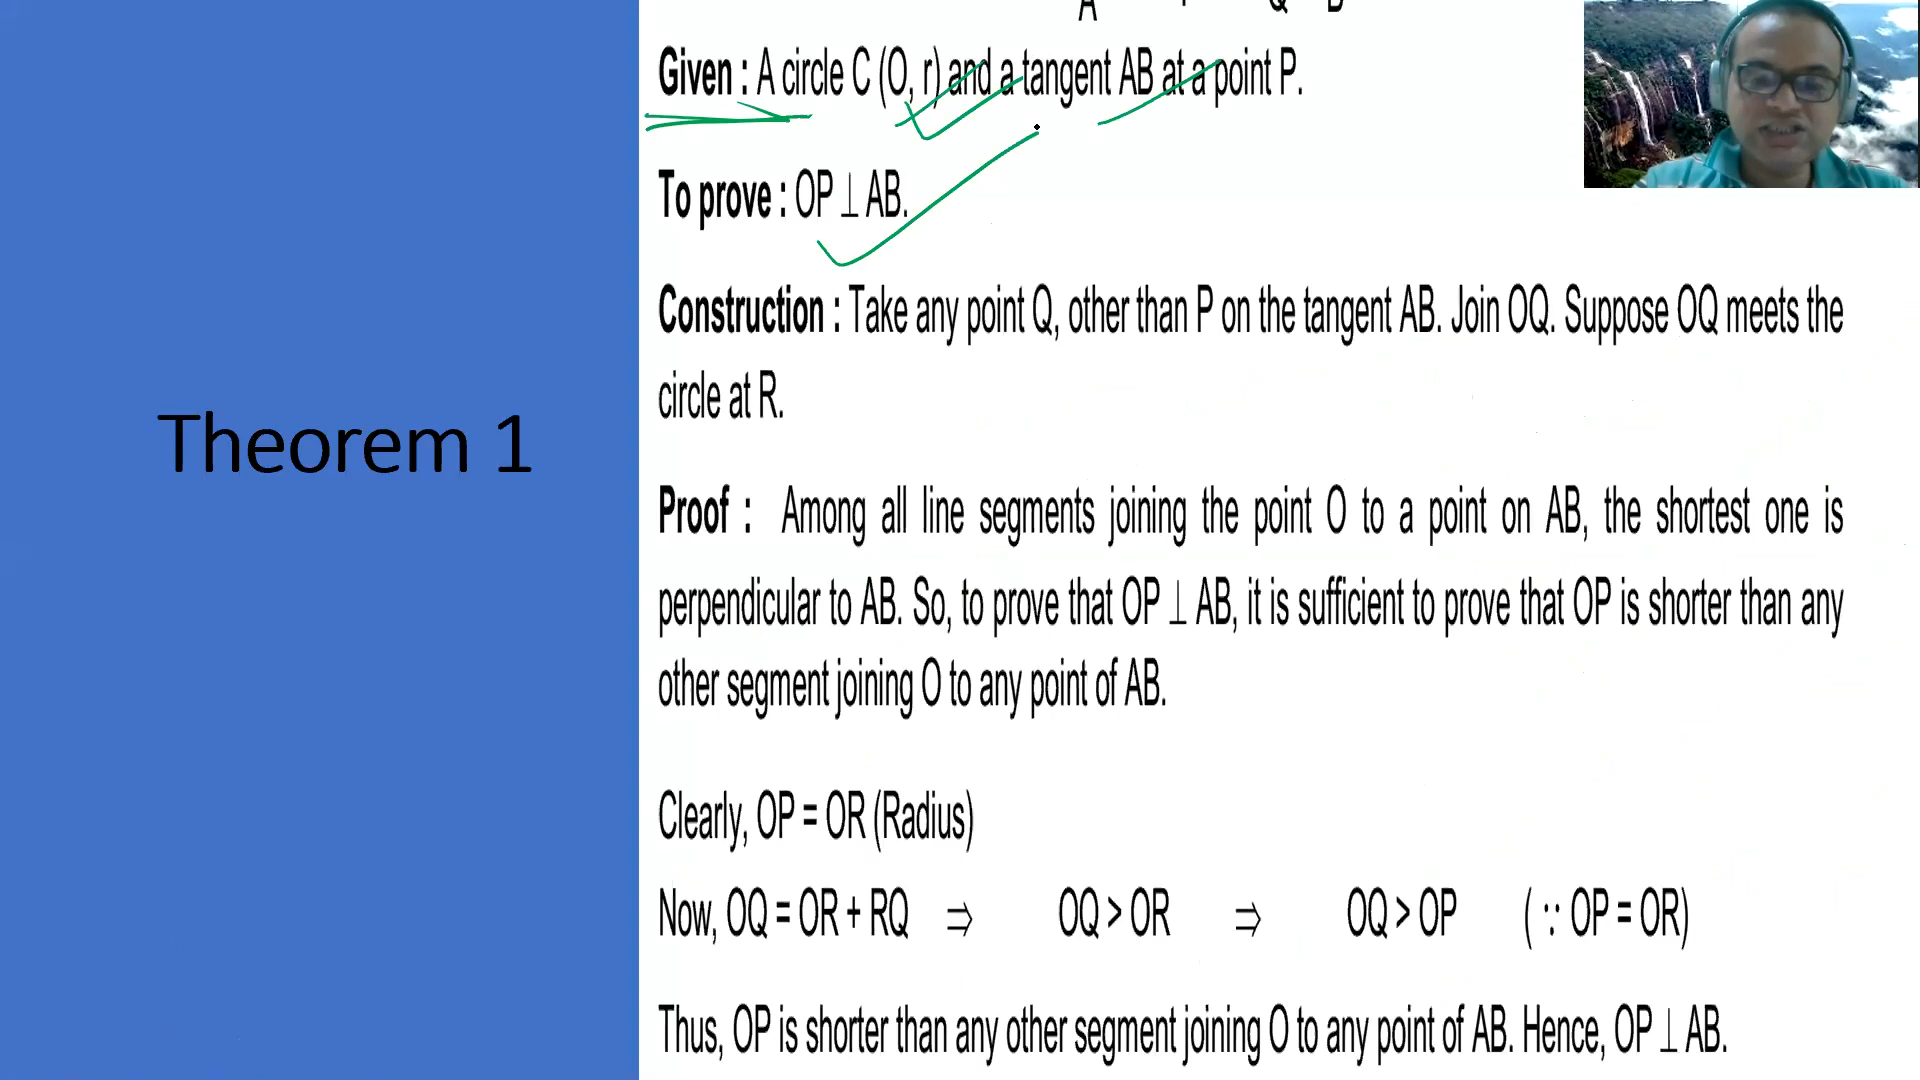 A Q B
Given : A circle C (O, r) and a tangent AB at a point P.
To prove : OP ⊥ AB.
Construction : Take any point Q, other than P on the tangent AB. Join OQ. Suppose OQ meets the
circle at R.
Theorem 1
Proof : Among all line segments joining the point O to a point on AB, the shortest one is
perpendicular to AB. So, to prove that OP ⊥ AB, it is sufficient to prove that OP is shorter than any
other segment joining O to any point of AB.
Clearly, OP = OR (Radius)
Now, OQ = OR + RQ ⇒ OQ > OR ⇒ OQ > OP ( ∵ OP = OR)
Thus, OP is shorter than any other segment joining O to any point of AB. Hence, OP ⊥ AB.